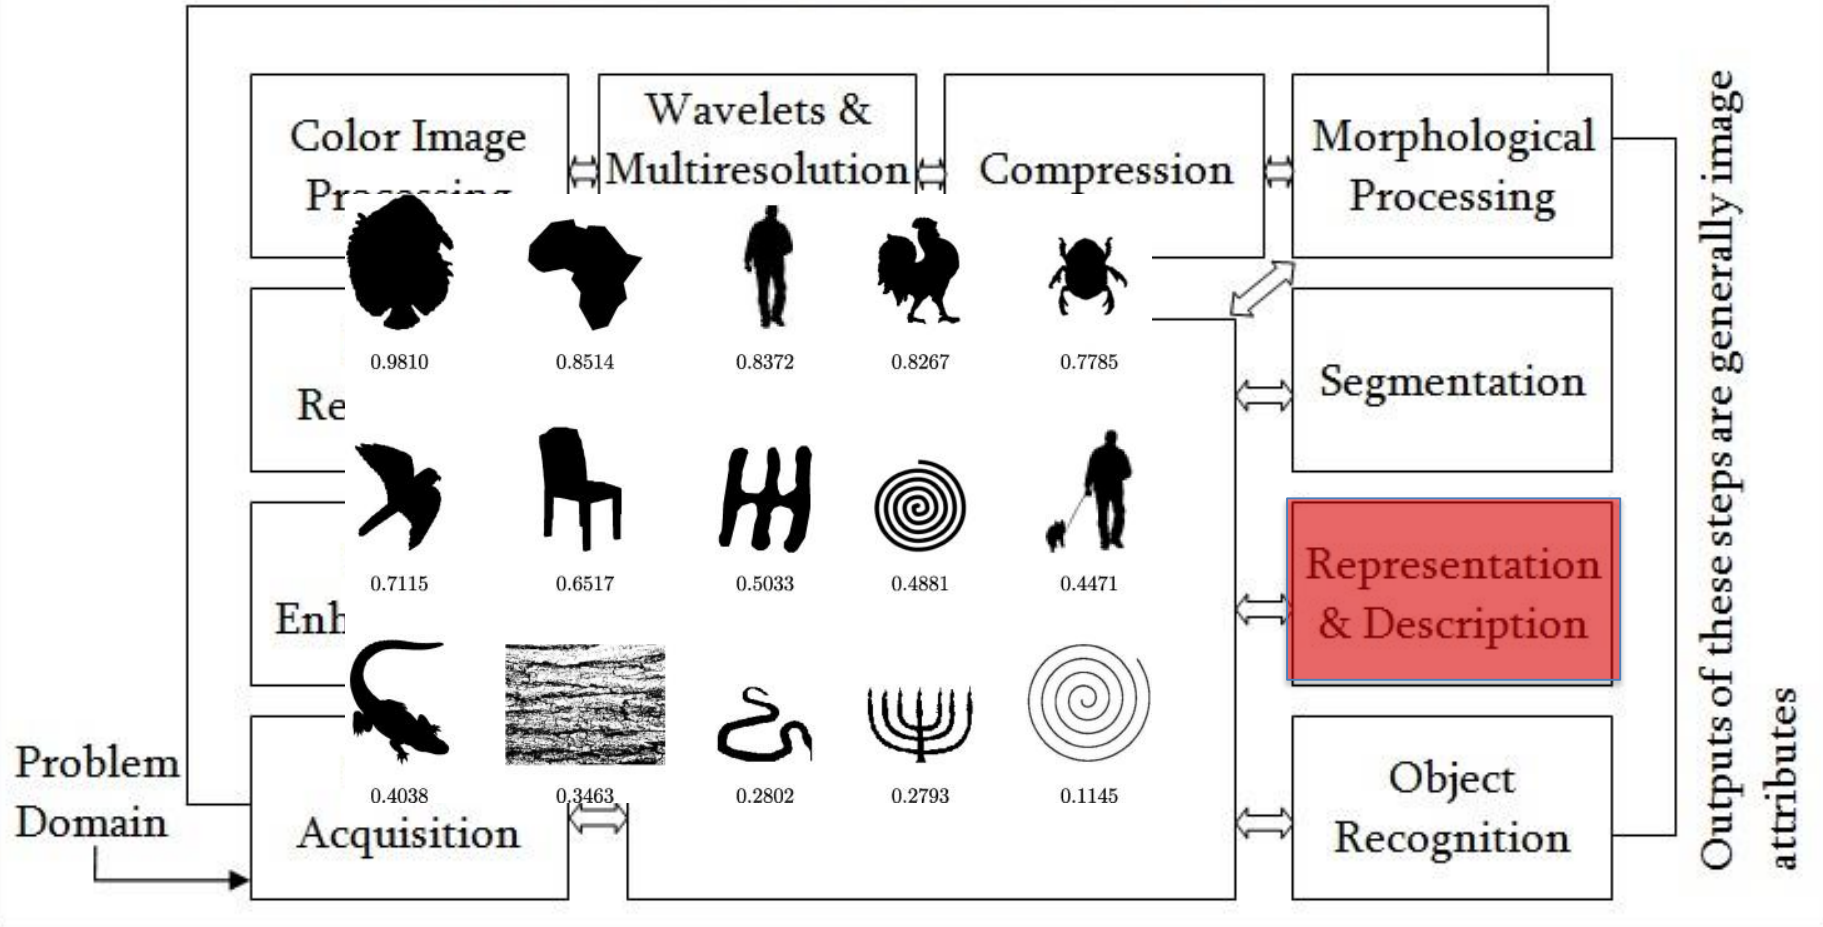 Color Image
Wavelets &
Multiresolution
Compression
Morphological
Processing
0.9810
0.8514
0.8372
0.8267
0.7785
Re
Segmentation
0.7115
0.6517
0.5033
0.4881
0.4471
Enh
Representation
& Description
0.4038
0.3463
0.2802
0.2793
0.1145
Acquisition
Object
Recognition
Problem
Domain
Outputs of these steps are generally image
attributes